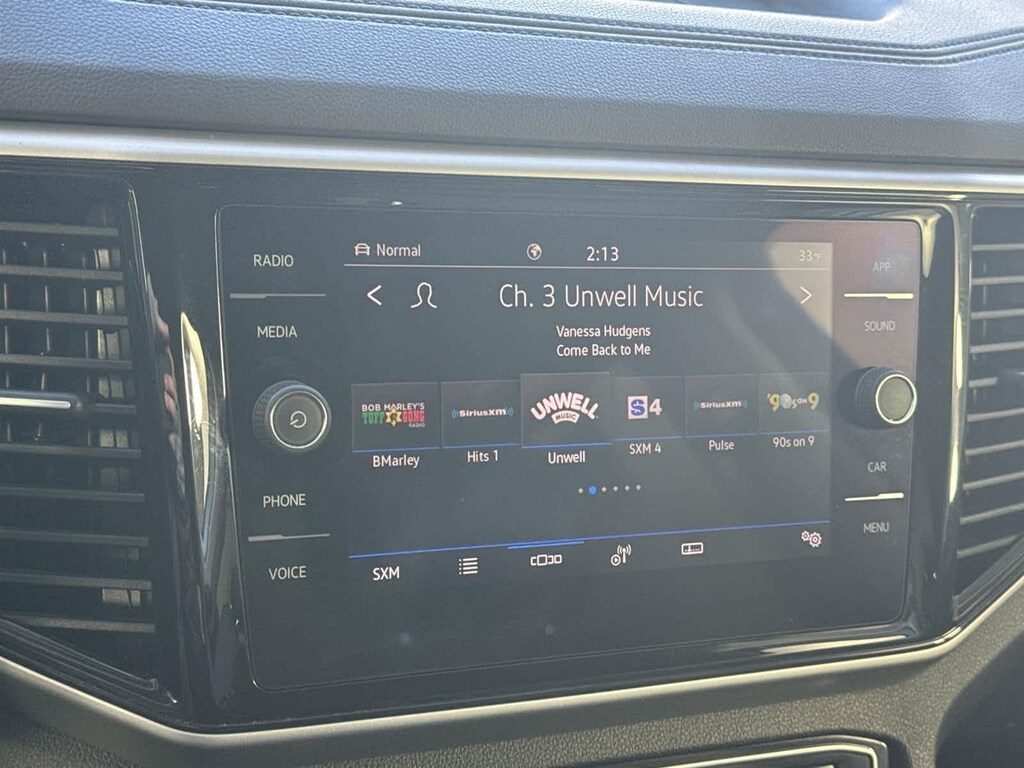 RADIO
MEDIA
PHONE
VOICE
Normal
2:13
33°F
Ch. 3 Unwell Music
Vanessa Hudgens
Come Back to Me
BOB MARLEY'S
TUFF GONG
RADIO
BMarley
SiriusXM
Hits 1
UNWELL
MUSIC
Unwell
S 4
SXM 4
SiriusXM
Pulse
'90s ON 9
90s on 9
SXM
APP
SOUND
CAR
MENU